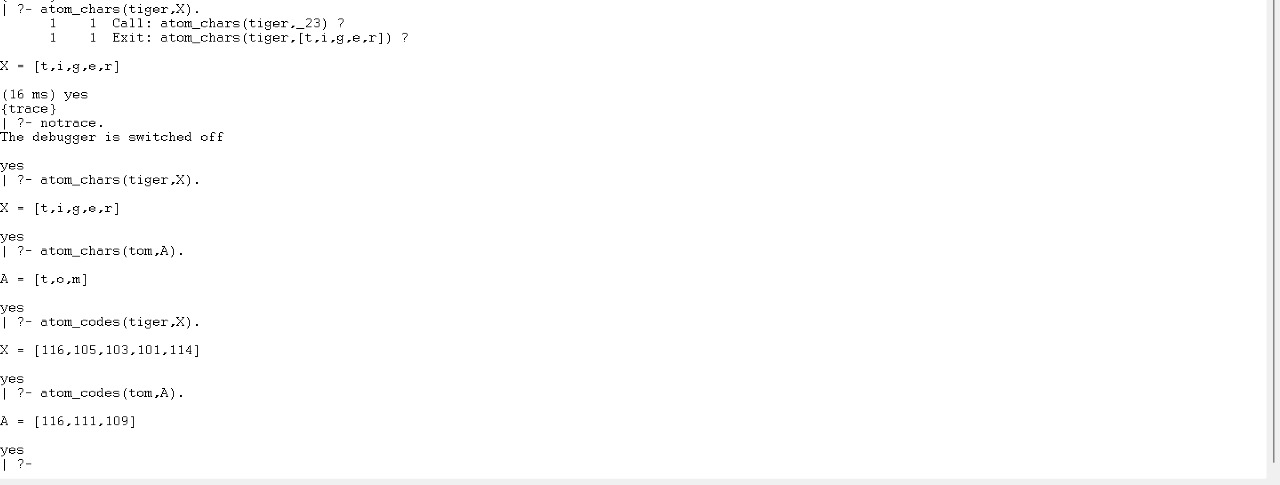 | ?- atom_chars(tiger,X).
      1    1  Call: atom_chars(tiger,_23) ?
      1    1  Exit: atom_chars(tiger,[t,i,g,e,r]) ?
X = [t,i,g,e,r]
(16 ms) yes
{trace}
| ?- notrace.
The debugger is switched off
yes
| ?- atom_chars(tiger,X).
X = [t,i,g,e,r]
yes
| ?- atom_chars(tom,A).
A = [t,o,m]
yes
| ?- atom_codes(tiger,X).
X = [116,105,103,101,114]
yes
| ?- atom_codes(tom,A).
A = [116,111,109]
yes
| ?-